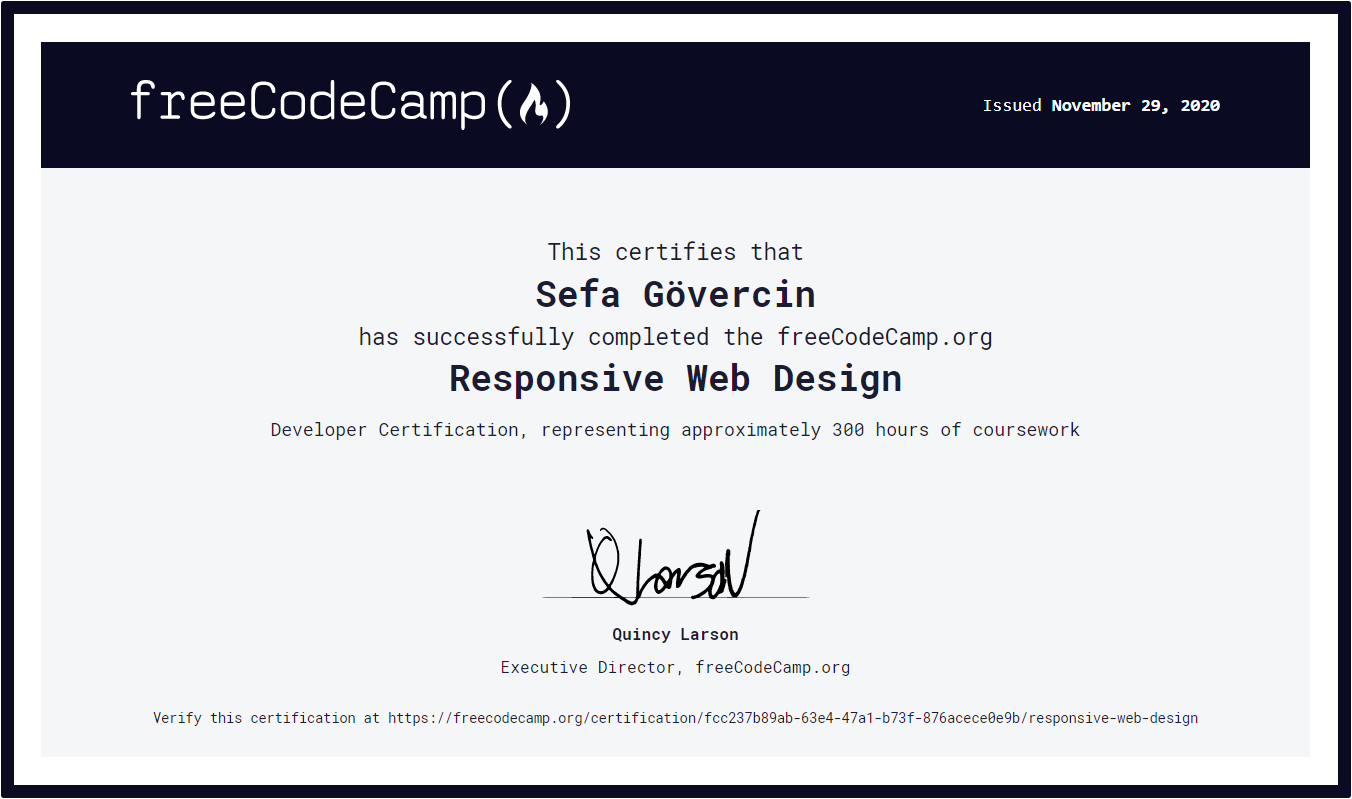 freeCodeCamp(🔥)
Issued November 29, 2020
This certifies that
Sefa Gövercin
has successfully completed the freeCodeCamp.org
Responsive Web Design
Developer Certification, representing approximately 300 hours of coursework
Q Larson
Quincy Larson
Executive Director, freeCodeCamp.org
Verify this certification at https://freecodecamp.org/certification/fcc237b89ab-63e4-47a1-b73f-876acece0e9b/responsive-web-design